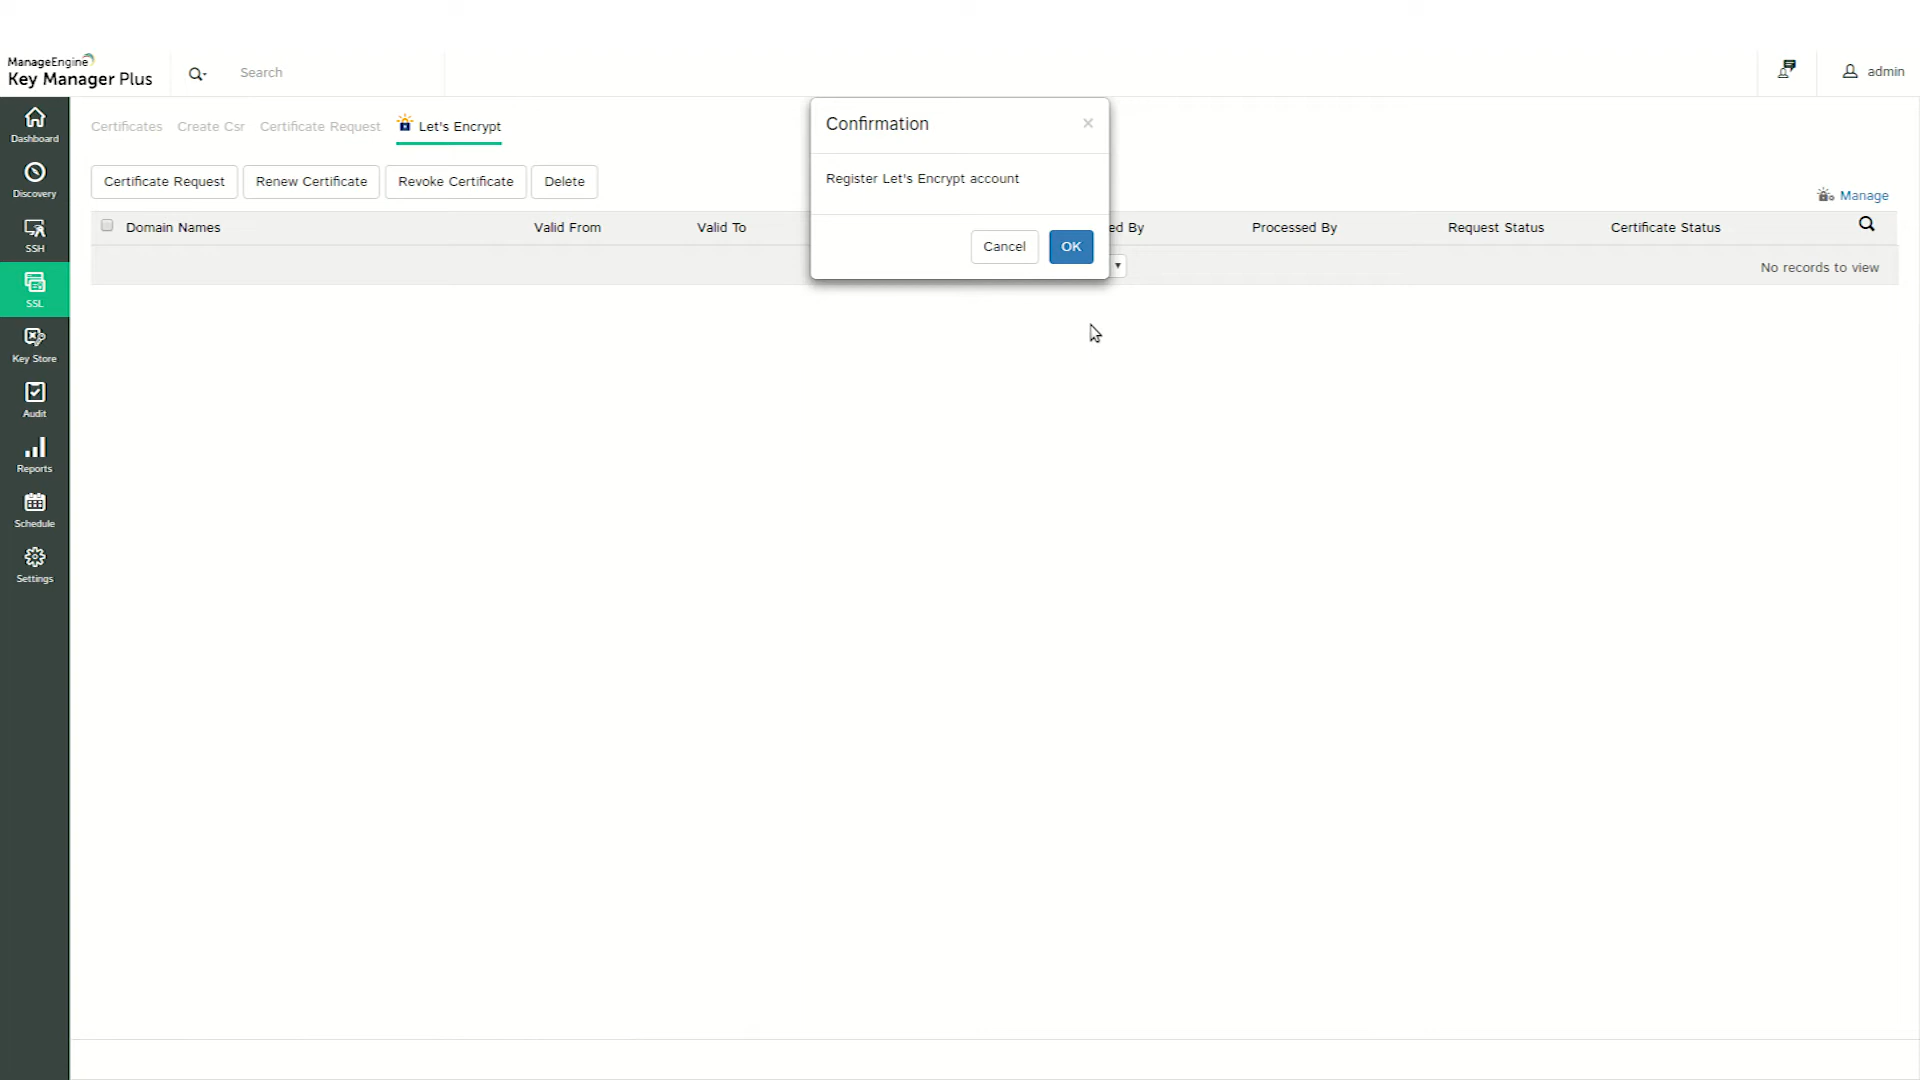 ManageEngine
Key Manager Plus
Search
admin
Dashboard
Discovery
SSH
SSL
Key Store
Audit
Reports
Schedule
Settings
Certificates Create Csr Certificate Request Let's Encrypt
Certificate Request Renew Certificate Revoke Certificate Delete
Manage
Domain Names Valid From Valid To ed By Processed By Request Status Certificate Status
No records to view
Confirmation ×
Register Let's Encrypt account
Cancel OK